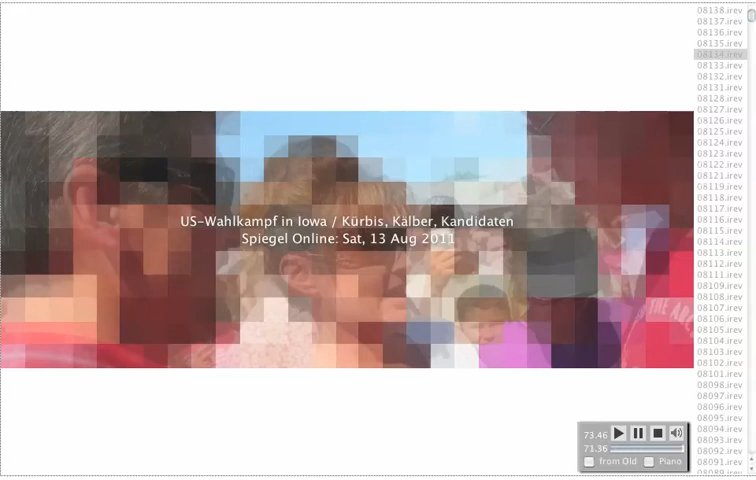 08138.irev
08137.irev
08136.irev
08135.irev
08134.irev
08133.irev
08132.irev
08131.irev
08128.irev
08127.irev
08126.irev
08125.irev
08124.irev
08123.irev
08122.irev
08121.irev
08119.irev
08118.irev
08117.irev
08116.irev
08115.irev
08114.irev
08113.irev
08112.irev
08111.irev
08109.irev
08108.irev
08107.irev
08106.irev
08105.irev
08104.irev
08103.irev
08102.irev
08101.irev
08098.irev
08097.irev
08096.irev
08095.irev
08094.irev
08093.irev
08092.irev
08091.irev
US-Wahlkampf in Iowa / Kürbis, Kälber, Kandidaten
Spiegel Online: Sat, 13 Aug 2011
THE
73.46
71.36
from Old
Piano